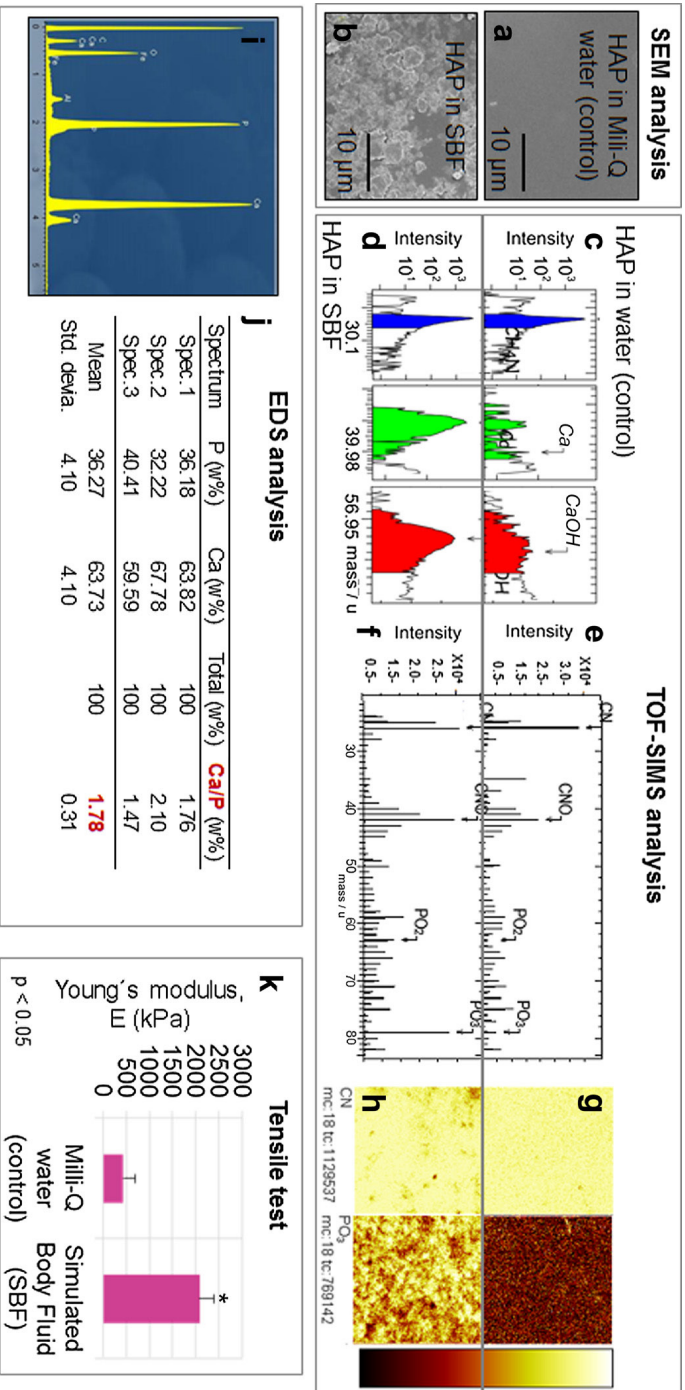 SEM analysis
a
HAP in Mili-Q
water (control)
10 µm
b
HAP in SBF
10 µm
TOF-SIMS analysis
HAP in water (control)
c
Intensity
10³
10²
10¹
Ca
CaOH
d
Intensity
10³
10²
10¹
30.1
39.98
56.95 mass / u
HAP in SBF
e
Intensity
X10⁴
3.0-
2.5-
1.5-
0.5-
CN
CNO
PO₂
PO₃
f
Intensity
X10⁴
2.0-
1.5-
0.5-
CNO
PO₂
PO₃
30
40
50
60
70
80
mass / u
g
h
CN
mc:18 tc:1129537
PO₃
mc:18 tc:769142
EDS analysis
i
Ca
Ca
C
O
Al
P
Ca
Ca
0
1
2
3
4
5
j
Spectrum P (w%) Ca (w%) Total (w%) Ca/P (w%)
Spec.1 36.18 63.82 100 1.76
Spec.2 32.22 67.78 100 2.10
Spec.3 40.41 59.59 100 1.47
Mean 36.27 63.73 100 1.78
Std. devia. 4.10 4.10 0.31
Tensile test
k
Young´s modulus,
E (kPa)
3000
2500
2000
1500
1000
500
0
Milli-Q
water
(control)
Simulated
Body Fluid
(SBF)
*
p < 0.05